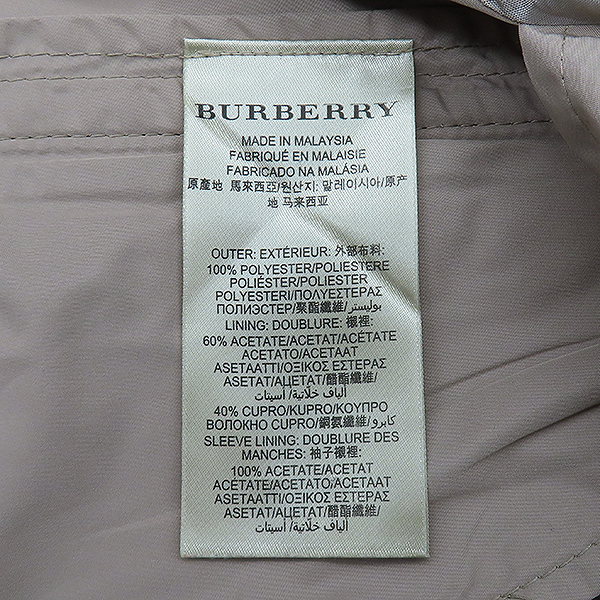 BURBERRY
MADE IN MALAYSIA
FABRIQUÉ EN MALAISIE
FABRICADO NA MALÁSIA
原產地 馬來西亞/원산지: 말레이시아/原产
地 马来西亚
OUTER: EXTÉRIEUR: 外部布料:
100% POLYESTER/POLIESTERE
POLIÉSTER/POLIESTER
POLYESTERI/ΠΟΛΥΕΣΤΕΡΑΣ
ПОЛИЭСТЕР/聚酯纖維/بوليستر
LINING: DOUBLURE: 襯裡:
60% ACETATE/ACETAT/ACÉTATE
ACETATO/ACETAAT
ASETAATTI/ΟΞΙΚΟΣ ΕΣΤΕΡΑΣ
ASETAT/АЦЕТАТ/醋酯纖維/
ألياف خلّاتية/أسيتات
40% CUPRO/KUPRO/ΚΟΥΠΡΟ
ВОЛОКНО CUPRO/銅氨纖維/كابرو
SLEEVE LINING: DOUBLURE DES
MANCHES: 袖子襯裡:
100% ACETATE/ACETAT
ACÉTATE/ACETATO/ACETAAT
ASETAATTI/ΟΞΙΚΟΣ ΕΣΤΕΡΑΣ
ASETAT/АЦЕТАТ/醋酯纖維/
ألياف خلّاتية/أسيتات